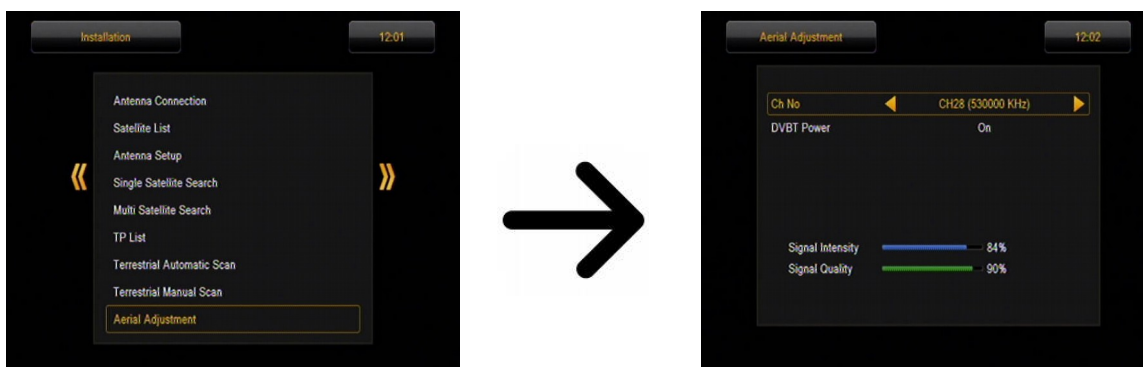 Installation 12:01
Antenna Connection
Satellite List
Antenna Setup
Single Satellite Search
Multi Satellite Search
TP List
Terrestrial Automatic Scan
Terrestrial Manual Scan
Aerial Adjustment
Aerial Adjustment 12:02
Ch No CH28 (530000 KHz)
DVBT Power On
Signal Intensity 84%
Signal Quality 90%